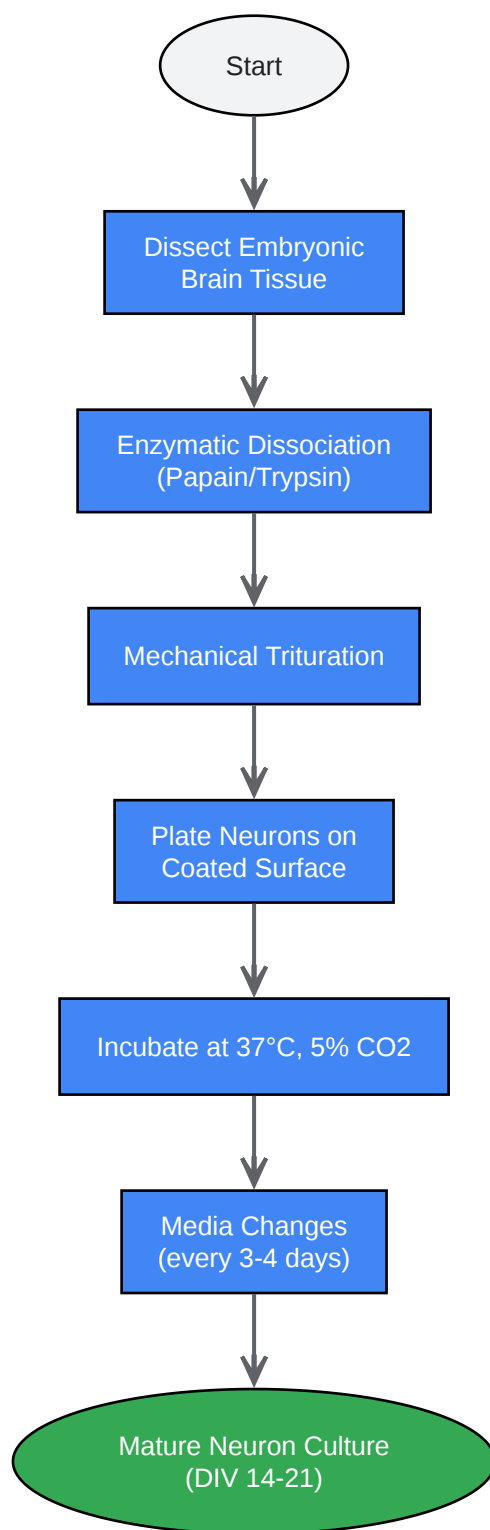 Start
Dissect Embryonic
Brain Tissue
Enzymatic Dissociation
(Papain/Trypsin)
Mechanical Trituration
Plate Neurons on
Coated Surface
Incubate at 37°C, 5% CO2
Media Changes
(every 3-4 days)
Mature Neuron Culture
(DIV 14-21)